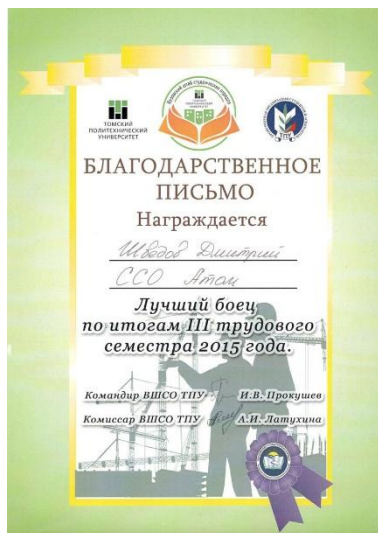 ТОМСКИЙ
ПОЛИТЕХНИЧЕСКИЙ
УНИВЕРСИТЕТ
ТПУ
БЛАГОДАРСТВЕННОЕ
ПИСЬМО
Награждается
Шведов Дмитрий
ССО Атом
Лучший боец
по итогам III трудового
семестра 2015 года.
Командир ВШСО ТПУ И.В. Прокушев
Комиссар ВШСО ТПУ А.И. Латухина